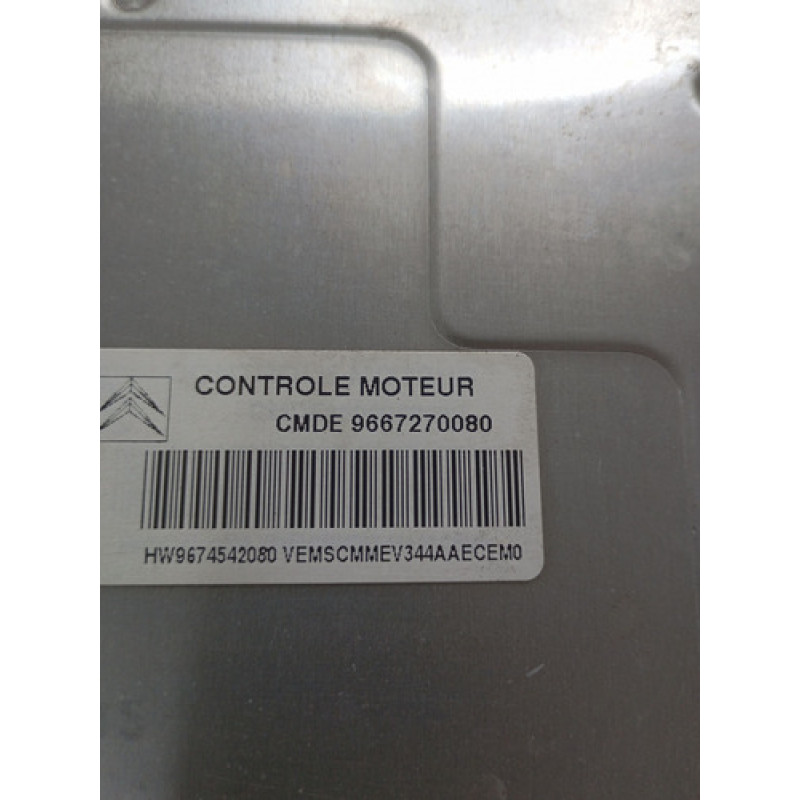 CONTROLE MOTEUR
CMDE 9667270080
HW9674542080 VEMSCMMEV344AAECEM0